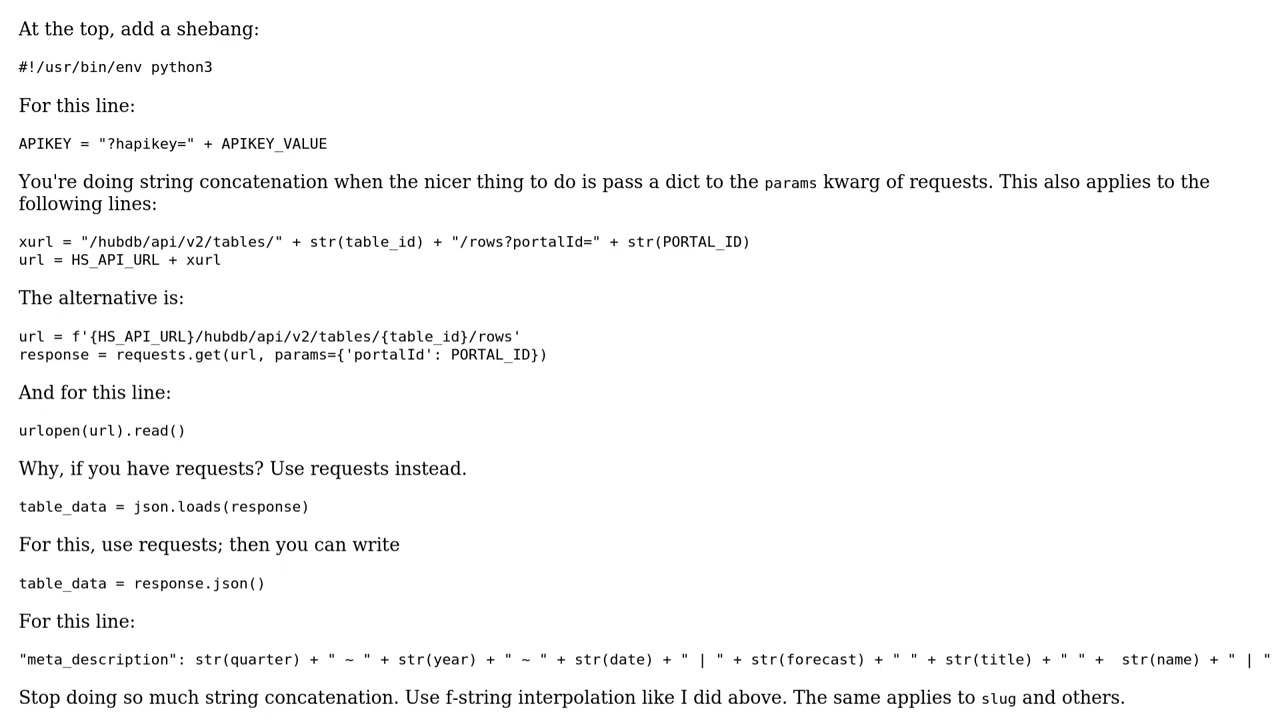 At the top, add a shebang:
#!/usr/bin/env python3
For this line:
APIKEY = "?hapikey=" + APIKEY_VALUE
You're doing string concatenation when the nicer thing to do is pass a dict to the params kwarg of requests. This also applies to the
following lines:
xurl = "/hubdb/api/v2/tables/" + str(table_id) + "/rows?portalId=" + str(PORTAL_ID)
url = HS_API_URL + xurl
The alternative is:
url = f'{HS_API_URL}/hubdb/api/v2/tables/{table_id}/rows'
response = requests.get(url, params={'portalId': PORTAL_ID})
And for this line:
urlopen(url).read()
Why, if you have requests? Use requests instead.
table_data = json.loads(response)
For this, use requests; then you can write
table_data = response.json()
For this line:
"meta_description": str(quarter) + " ~ " + str(year) + " ~ " + str(date) + " | " + str(forecast) + " " + str(title) + " " +  str(name) + " | "
Stop doing so much string concatenation. Use f-string interpolation like I did above. The same applies to slug and others.